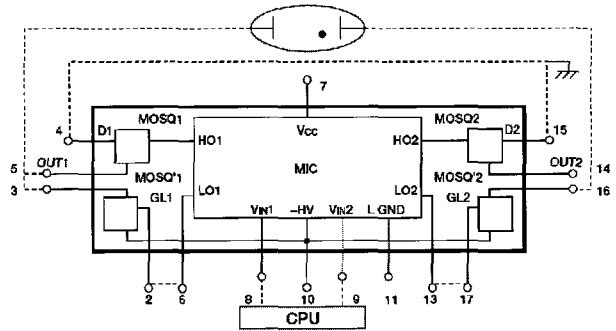 7
MOSQ1
MOSQ2
4
D1
VCC
D2
15
HO1
HO2
MIC
5
OUT1
OUT2
14
3
MOSQ'1
MOSQ'2
16
GL1
LO1
LO2
GL2
VIN1
–HV
VIN2
L GND
2
6
8
10
9
11
13
17
CPU